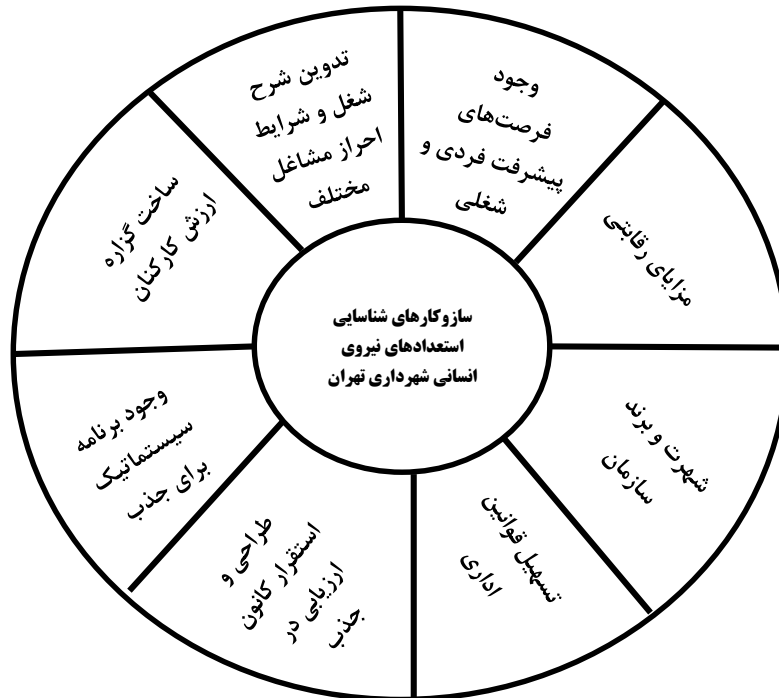 وجود
فرصت‌های
پیشرفت فردی و
شغلی
مزایای رقابتی
شهرت و برند
سازمان
تسهیل قوانین
اداری
طراحی و
استقرار کانون
ارزیابی در
جذب
وجود برنامه
سیستماتیک
برای جذب
ساخت گزاره
ارزش کارکنان
تدوین شرح
شغل و شرایط
احراز مشاغل
مختلف
سازوکارهای شناسایی
استعدادهای نیروی
انسانی شهرداری تهران